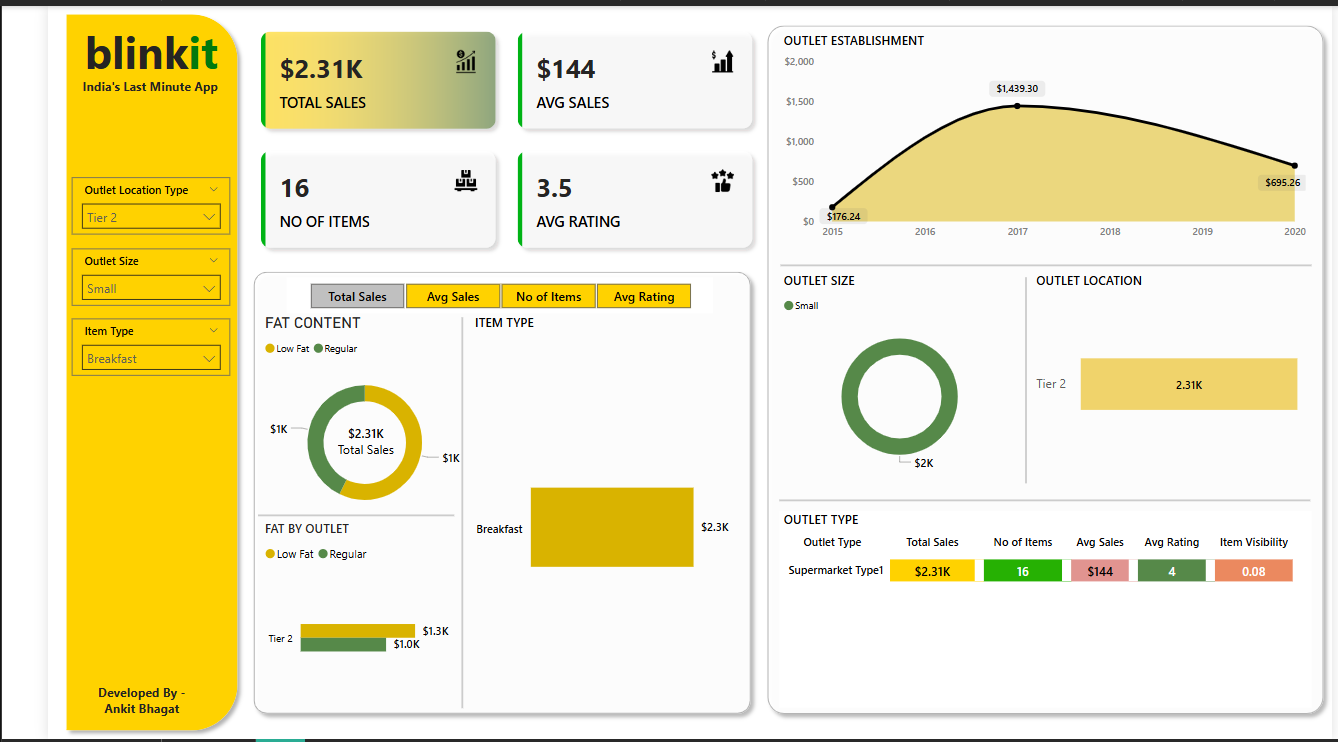 blinkit
India's Last Minute App
Outlet Location Type
Tier 2
Outlet Size
Small
Item Type
Breakfast
Developed By -
Ankit Bhagat
$2.31K
TOTAL SALES
$144
AVG SALES
16
NO OF ITEMS
3.5
AVG RATING
Total Sales Avg Sales No of Items Avg Rating
FAT CONTENT
Low Fat Regular
$1K
$2.31K
Total Sales
$1K
FAT BY OUTLET
Low Fat Regular
Tier 2
$1.3K
$1.0K
ITEM TYPE
Breakfast
$2.3K
OUTLET ESTABLISHMENT
$2,000
$1,500
$1,000
$500
$0
$1,439.30
$695.26
$176.24
2015 2016 2017 2018 2019 2020
OUTLET SIZE
Small
$2K
OUTLET LOCATION
Tier 2
2.31K
OUTLET TYPE
Outlet Type Total Sales No of Items Avg Sales Avg Rating Item Visibility
Supermarket Type1 $2.31K 16 $144 4 0.08